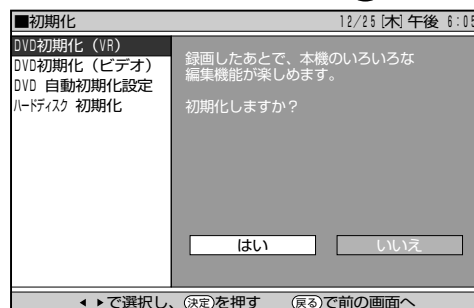 ■初期化 12/25[木]午後 6:05
DVD初期化（VR）
DVD初期化（ビデオ）
DVD 自動初期化設定
ハードディスク 初期化
録画したあとで、本機のいろいろな
編集機能が楽しめます。
初期化しますか？
はい いいえ
◀ ▶で選択し、決定を押す 戻るで前の画面へ